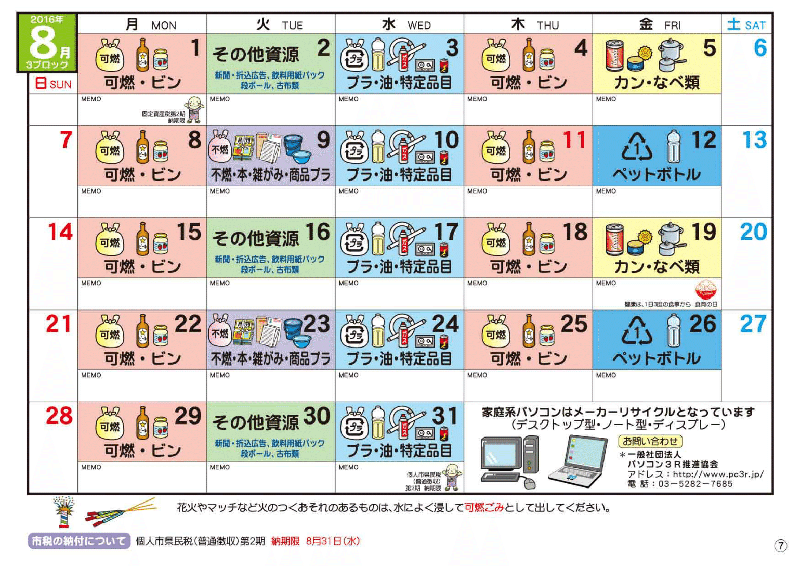 2016年
8月
3ブロック
日 SUN
月 MON
火 TUE
水 WED
木 THU
金 FRI
土 SAT
可燃
1
可燃・ビン
MEMO
固定資産税第2期
納期限
その他資源
2
新聞・折込広告、飲料用紙パック
段ボール、古布類
MEMO
プラ
3
プラ・油・特定品目
MEMO
可燃
4
可燃・ビン
MEMO
5
カン・なべ類
MEMO
6
7
可燃
8
可燃・ビン
MEMO
不燃
9
不燃・本・雑がみ・商品プラ
MEMO
プラ
10
プラ・油・特定品目
MEMO
可燃
11
可燃・ビン
MEMO
1
12
ペットボトル
MEMO
13
14
可燃
15
可燃・ビン
MEMO
その他資源
16
新聞・折込広告、飲料用紙パック
段ボール、古布類
MEMO
プラ
17
プラ・油・特定品目
MEMO
可燃
18
可燃・ビン
MEMO
19
カン・なべ類
MEMO
健康は、1日3回の食事から 食育の日
20
21
可燃
22
可燃・ビン
MEMO
不燃
23
不燃・本・雑がみ・商品プラ
MEMO
プラ
24
プラ・油・特定品目
MEMO
可燃
25
可燃・ビン
MEMO
1
26
ペットボトル
MEMO
27
28
可燃
29
可燃・ビン
MEMO
その他資源
30
新聞・折込広告、飲料用紙パック
段ボール、古布類
MEMO
プラ
31
プラ・油・特定品目
MEMO
個人市県民税
(普通徴収)
第2期 納期限
家庭系パソコンはメーカーリサイクルとなっています
(デスクトップ型・ノート型・ディスプレー)
お問い合わせ
＊一般社団法人
パソコン3R推進協会
アドレス：http://www.pc3r.jp/
電話：03−5282−7685
花火やマッチなど火のつくおそれのあるものは、水によく浸して可燃ごみとして出してください。
市税の納付について 個人市県民税(普通徴収)第2期 納期限 8月31日(水)
⑦